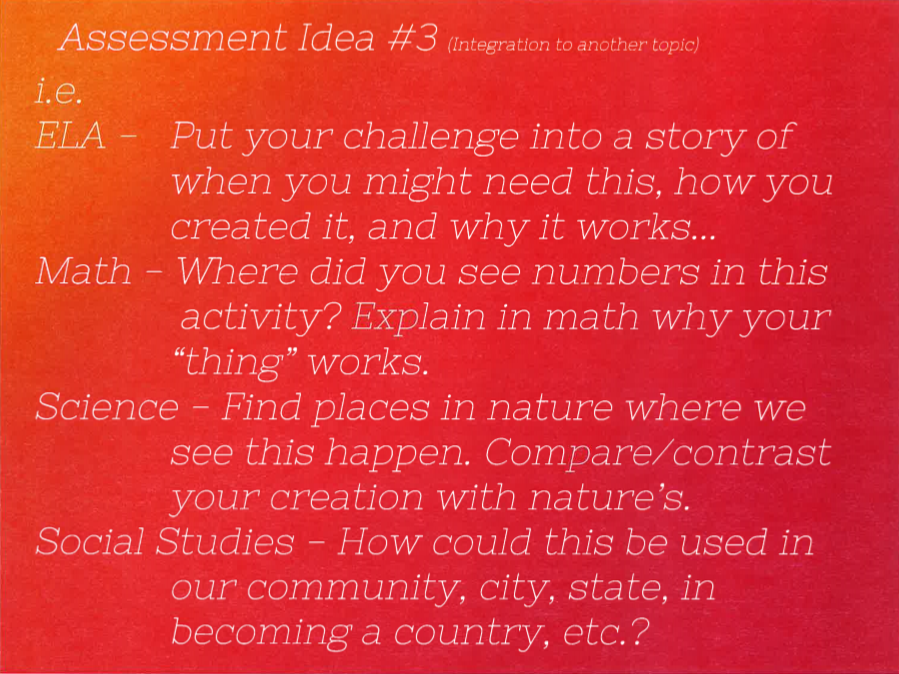 Assessment Idea #3 (Integration to another topic)
i.e.
ELA – Put your challenge into a story of
when you might need this, how you
created it, and why it works...
Math – Where did you see numbers in this
activity? Explain in math why your
“thing” works.
Science – Find places in nature where we
see this happen. Compare/contrast
your creation with nature’s.
Social Studies – How could this be used in
our community, city, state, in
becoming a country, etc.?